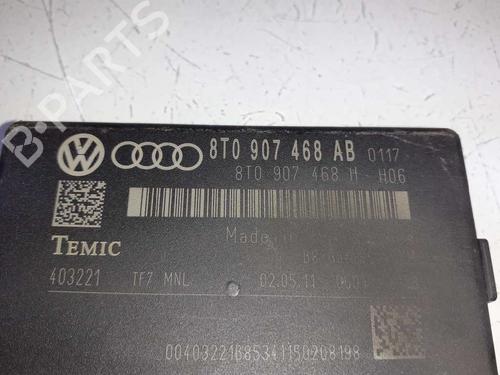 B-PARTS
8T0 907 468 AB 0117
8T0 907 468 H H06
TEMIC
Made
403221 TF7 MNL 02.05.11
00403221685341150208198